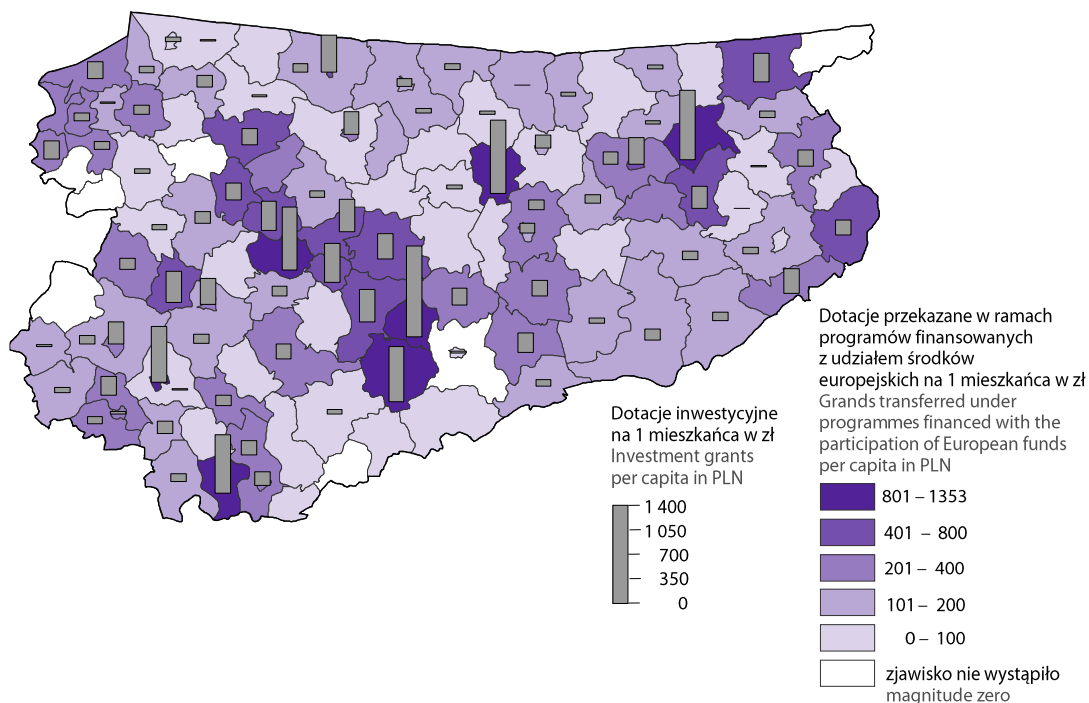 Dotacje inwestycyjne
na 1 mieszkańca w zł
Investment grants
per capita in PLN
1 400
1 050
700
350
0
Dotacje przekazane w ramach
programów finansowanych
z udziałem środków
europejskich na 1 mieszkańca w zł
Grands transferred under
programmes financed with the
participation of European funds
per capita in PLN
801 – 1353
401 – 800
201 – 400
101 – 200
0 – 100
zjawisko nie wystąpiło
magnitude zero